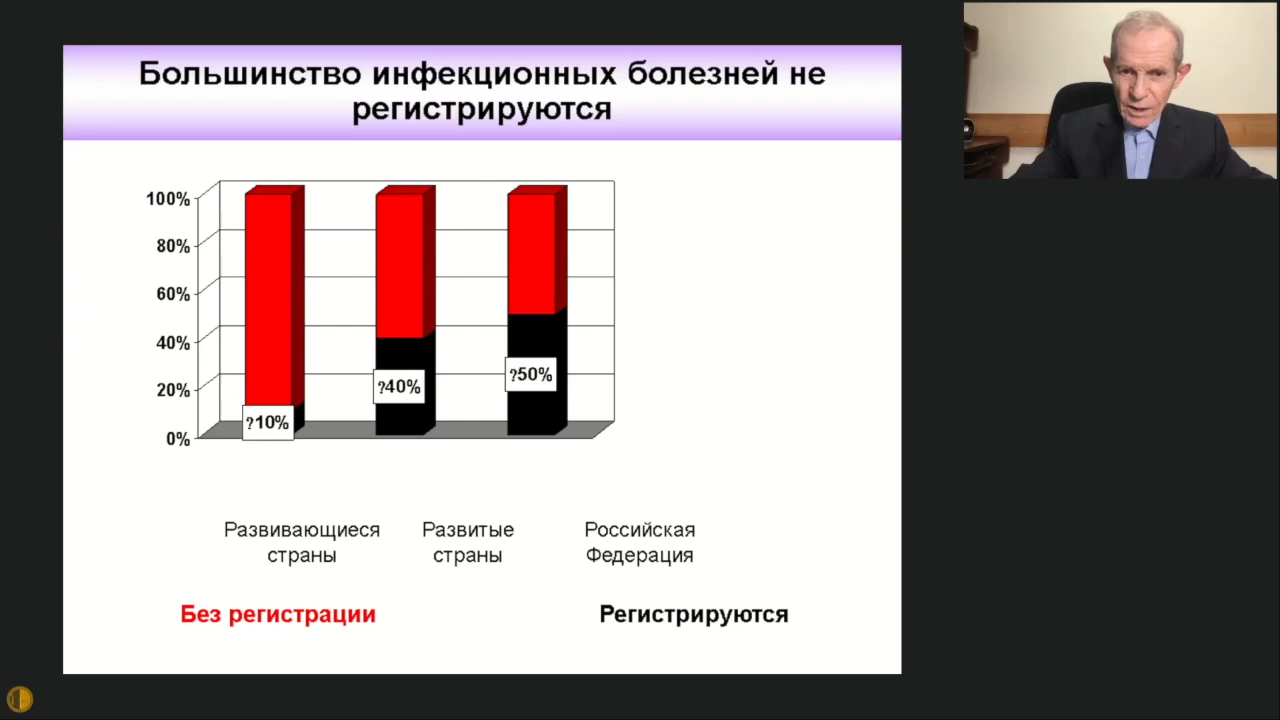 Большинство инфекционных болезней не
регистрируются
100%
80%
60%
40%
20%
0%
?10%
?40%
?50%
Развивающиеся
страны
Развитые
страны
Российская
Федерация
Без регистрации
Регистрируются